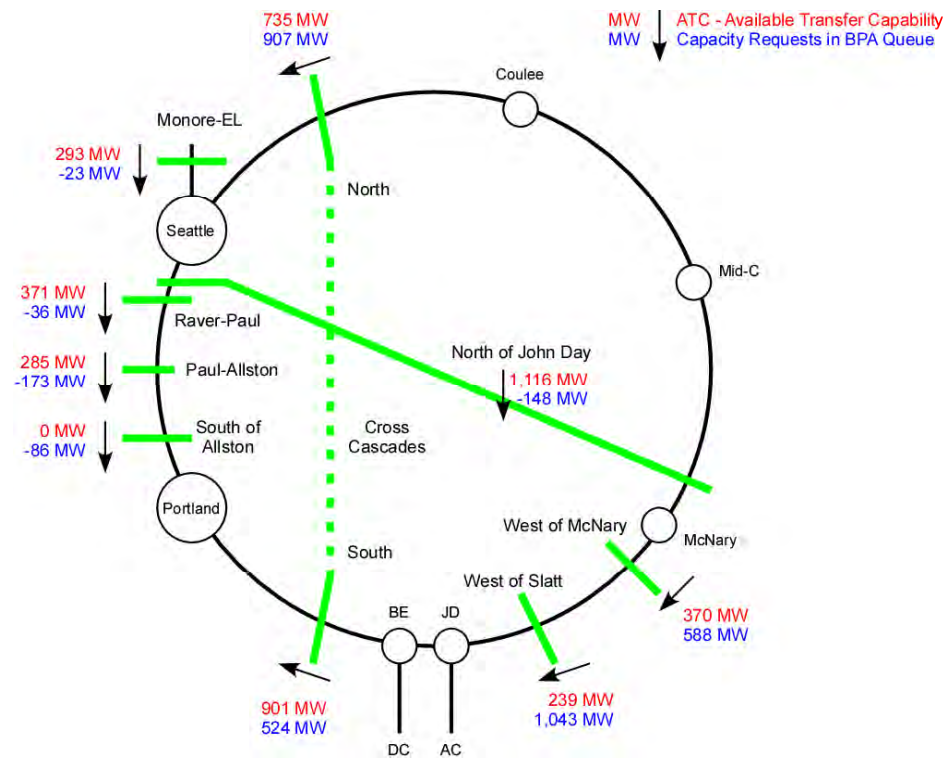 735 MW
907 MW
MW ATC - Available Transfer Capability
MW Capacity Requests in BPA Queue
Coulee
Monore-EL
293 MW
-23 MW
North
Seattle
Mid-C
371 MW
-36 MW
Raver-Paul
North of John Day
1,116 MW
-148 MW
285 MW
-173 MW
Paul-Allston
0 MW
-86 MW
South of
Allston
Cross
Cascades
Portland
West of McNary
McNary
South
West of Slatt
BE
JD
370 MW
588 MW
901 MW
524 MW
239 MW
1,043 MW
DC
AC